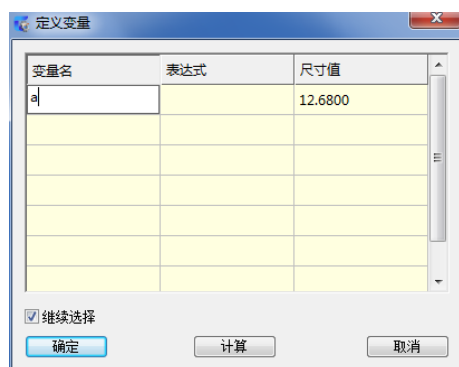 定义变量
变量名 表达式 尺寸值
a 12.6800
继续选择
确定 计算 取消